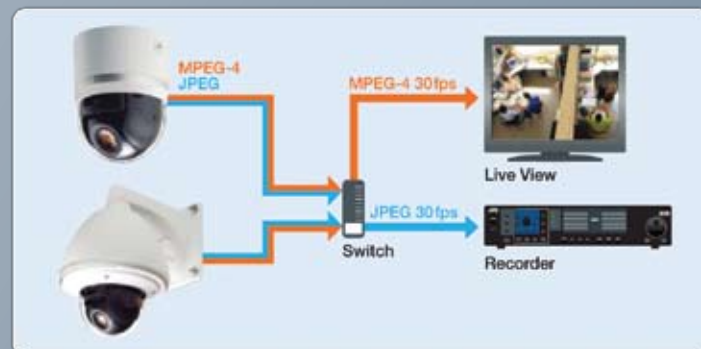 MPEG-4
JPEG
MPEG-4 30fps
Live View
JPEG 30fps
Switch
Recorder